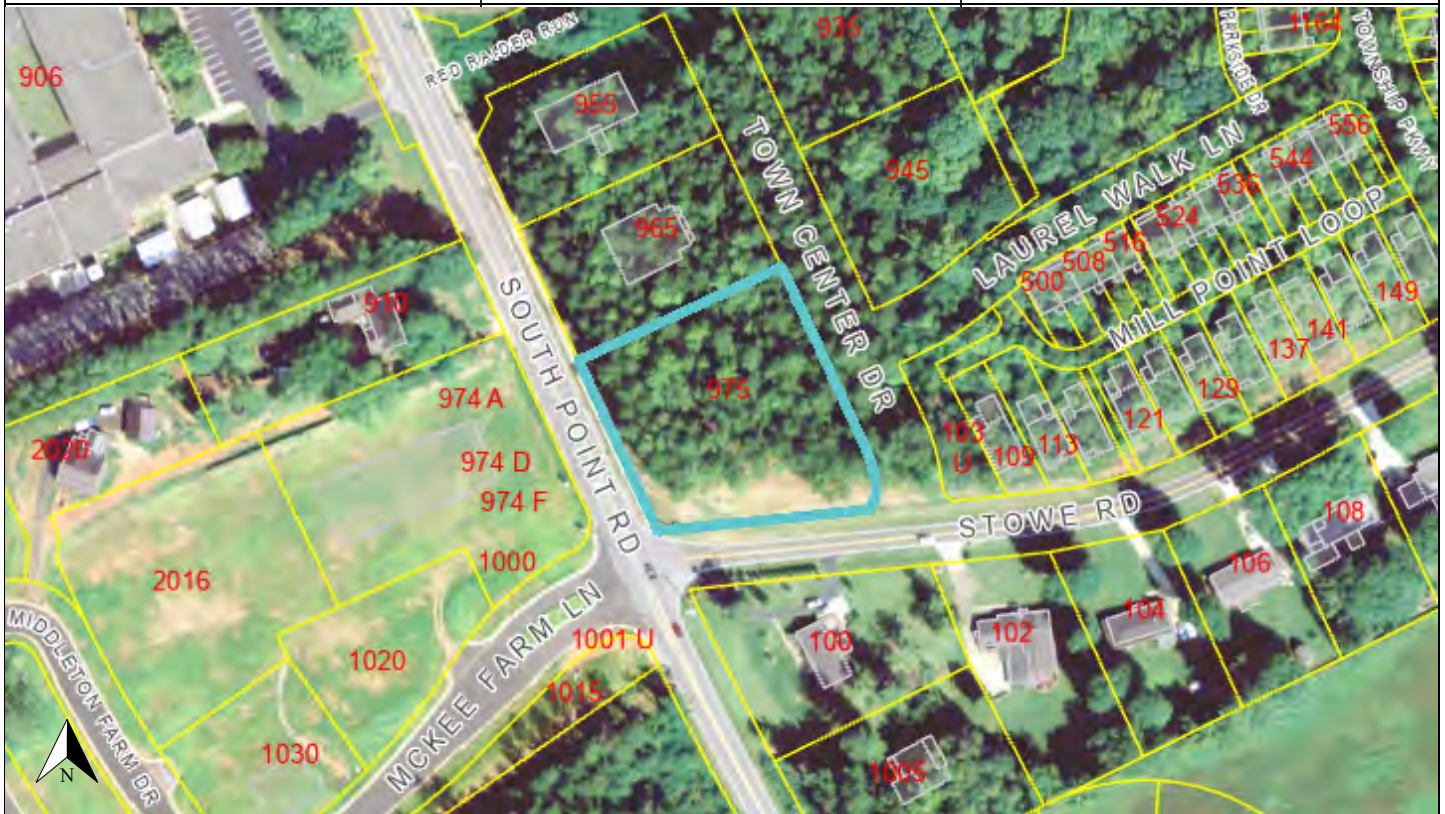 906
RED RAIDER RUN
955
935
PERKSIDE DR
1164
TOWNSHIP PKWY
TOWN CENTER DR
945
LAUREL WALK LN
556
544
536
524
516
508
500
MILL POINT LOOP
149
141
137
129
121
113
109
103
U
965
910
SOUTH POINT RD
975
974 A
974 D
974 F
2020
STOWE RD
108
106
104
102
100
1000
2016
MIDDLETON FARM DR
1020
MCKEE FARM LN
1001 U
1015
1030
1005
N